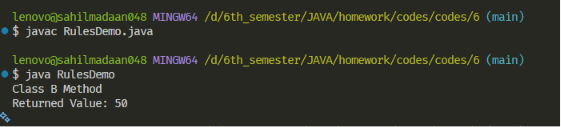 lenovo@sahilmadaan048 MINGW64 /d/6th_semester/JAVA/homework/codes/codes/6 (main)
$ javac RulesDemo.java
lenovo@sahilmadaan048 MINGW64 /d/6th_semester/JAVA/homework/codes/codes/6 (main)
$ java RulesDemo
Class B Method
Returned Value: 50